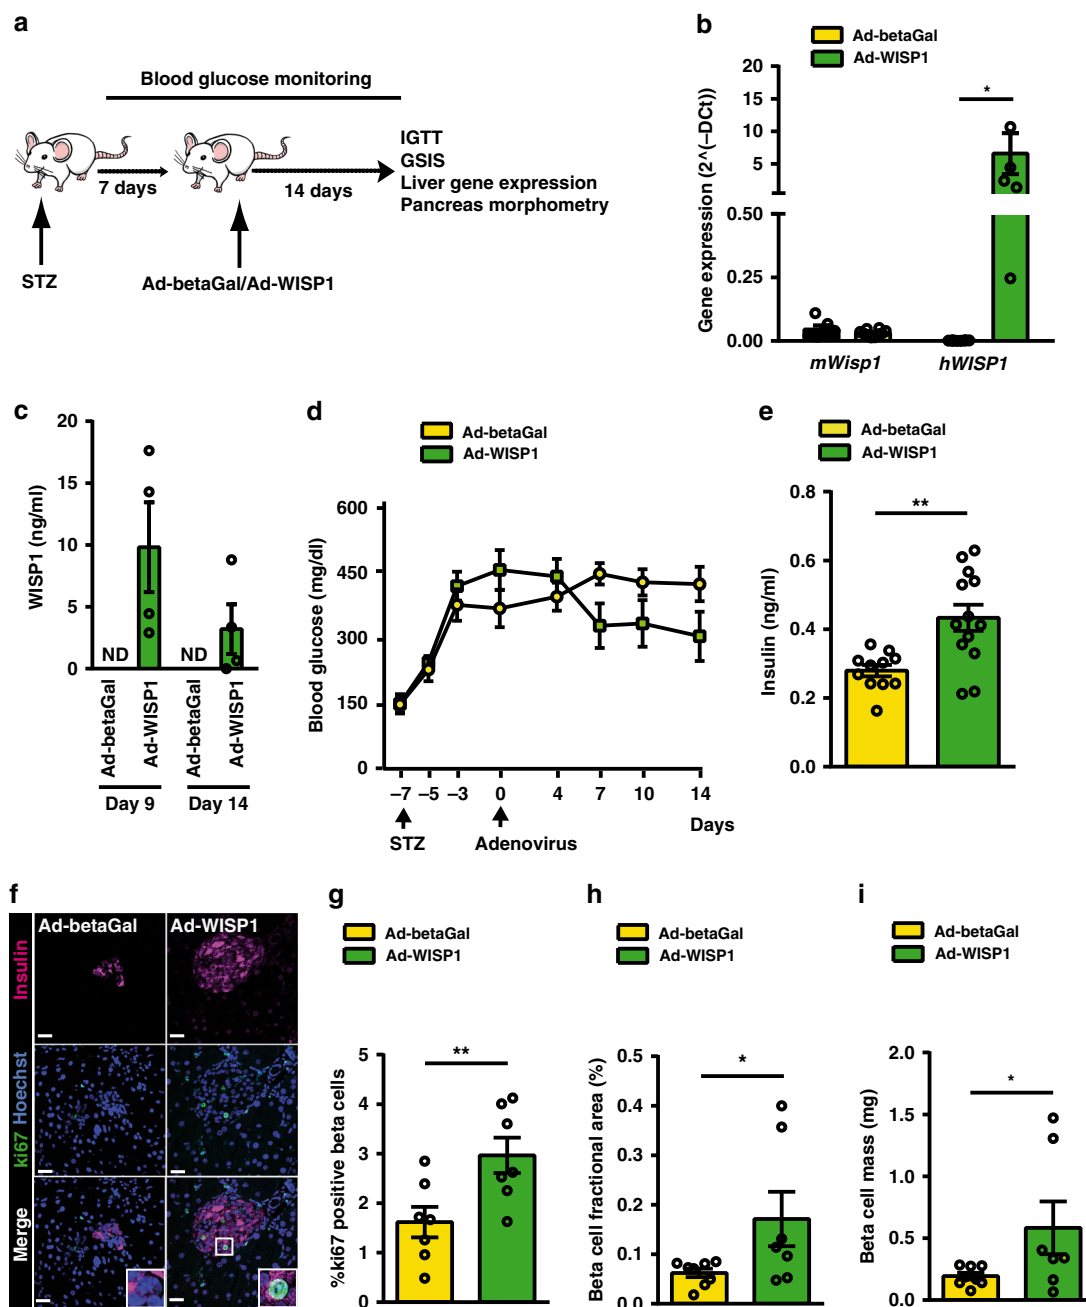 a
Blood glucose monitoring
7 days
14 days
IGTT
GSIS
Liver gene expression
Pancreas morphometry
STZ
Ad-betaGal/Ad-WISP1
b
Ad-betaGal
Ad-WISP1
Gene expression (2^(–DCt))
20
15
10
5
0.50
0.25
0.00
*
mWisp1
hWISP1
c
WISP1 (ng/ml)
20
15
10
5
0
ND
ND
Ad-betaGal
Ad-WISP1
Ad-betaGal
Ad-WISP1
Day 9
Day 14
d
Ad-betaGal
Ad-WISP1
Blood glucose (mg/dl)
600
450
300
150
0
–7
–5
–3
0
4
7
10
14
Days
STZ
Adenovirus
e
Ad-betaGal
Ad-WISP1
Insulin (ng/ml)
0.8
0.6
0.4
0.2
0.0
**
f
Ad-betaGal
Ad-WISP1
Insulin
ki67 Hoechst
Merge
g
Ad-betaGal
Ad-WISP1
%ki67 positive beta cells
5
4
3
2
1
0
**
h
Ad-betaGal
Ad-WISP1
Beta cell fractional area (%)
0.5
0.4
0.3
0.2
0.1
0.0
*
i
Ad-betaGal
Ad-WISP1
Beta cell mass (mg)
2.0
1.5
1.0
0.5
0.0
*